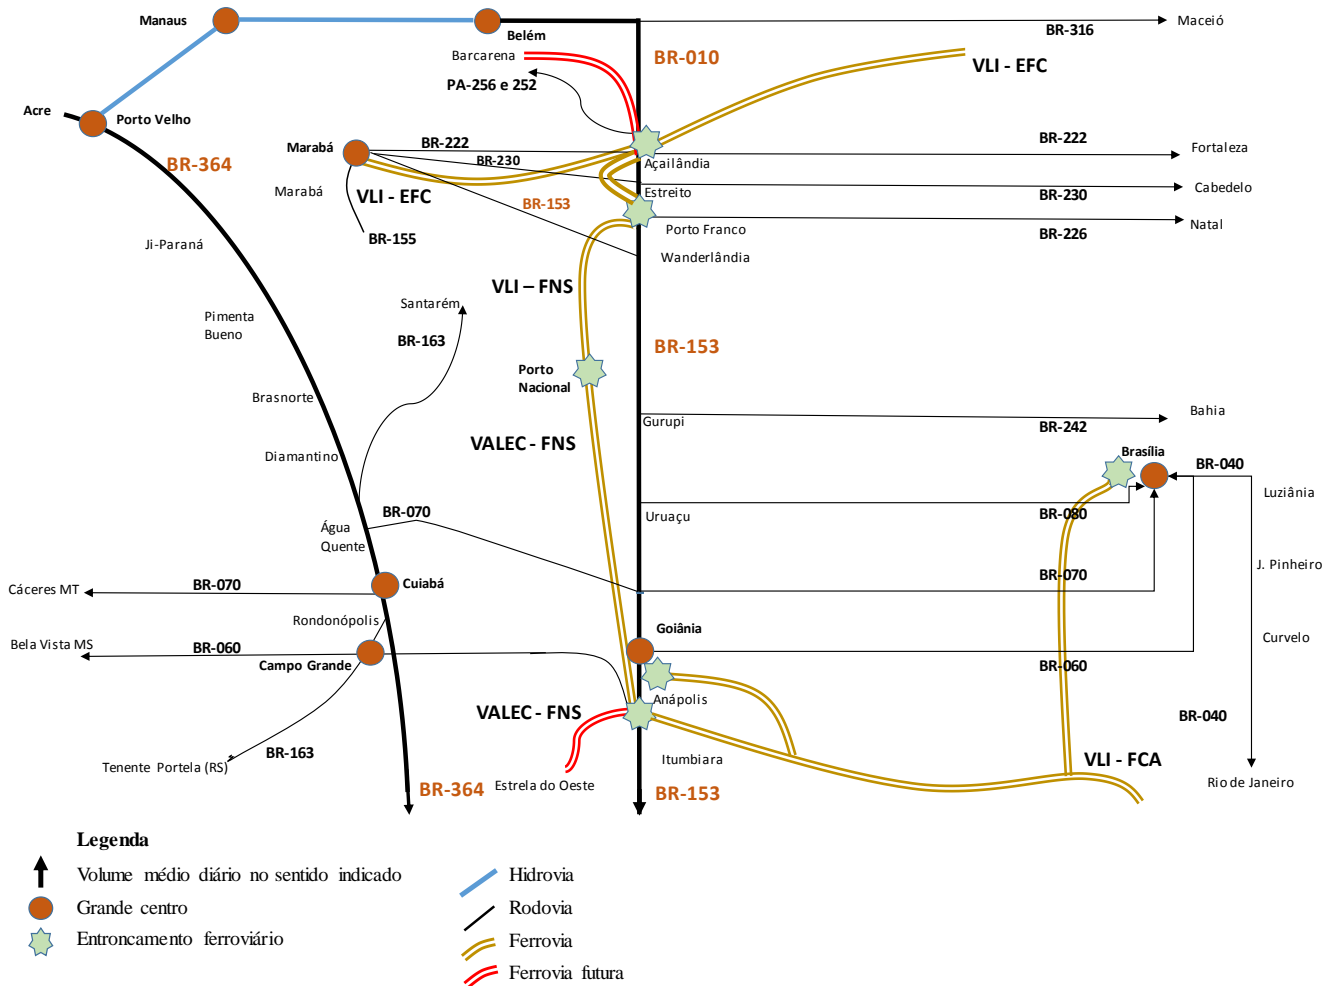 Manaus
Belém
Maceió
BR-316
BR-010
Barcarena
VLI - EFC
PA-256 e 252
Acre
Porto Velho
BR-364
Marabá
BR-222
BR-222
Fortaleza
BR-230
Açailândia
Marabá
VLI - EFC
BR-153
Estreito
BR-230
Cabedelo
BR-155
Porto Franco
BR-226
Natal
Ji-Paraná
Wanderlândia
VLI – FNS
Santarém
Pimenta
Bueno
BR-163
BR-153
Porto
Nacional
Brasnorte
Gurupi
BR-242
Bahia
VALEC - FNS
Diamantino
Brasília
BR-040
Luziânia
BR-070
Uruaçu
BR-080
Água
Quente
J. Pinheiro
BR-070
Cuiabá
BR-070
Cáceres MT
Rondonópolis
Goiânia
Curvelo
Bela Vista MS
BR-060
Campo Grande
BR-060
Anápolis
VALEC - FNS
BR-040
BR-163
Tenente Portela (RS)
Itumbiara
VLI - FCA
BR-364
Estrela do Oeste
BR-153
Rio de Janeiro
Legenda
Volume médio diário no sentido indicado
Grande centro
Entroncamento ferroviário
Hidrovia
Rodovia
Ferrovia
Ferrovia futura